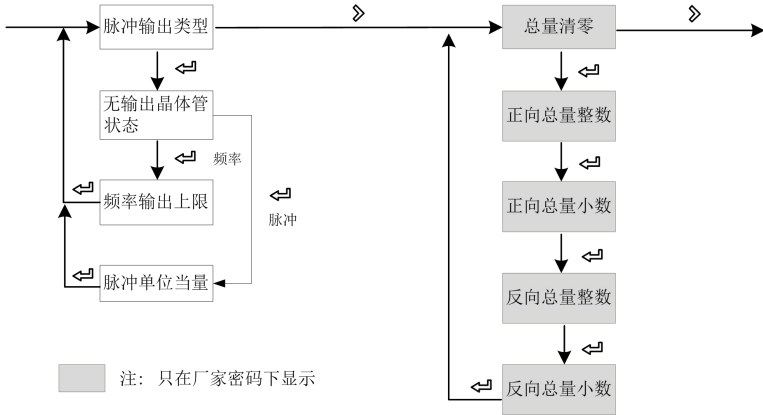 脉冲输出类型
总量清零
无输出晶体管
状态
正向总量整数
频率
频率输出上限
脉冲
正向总量小数
脉冲单位当量
反向总量整数
注：只在厂家密码下显示
反向总量小数